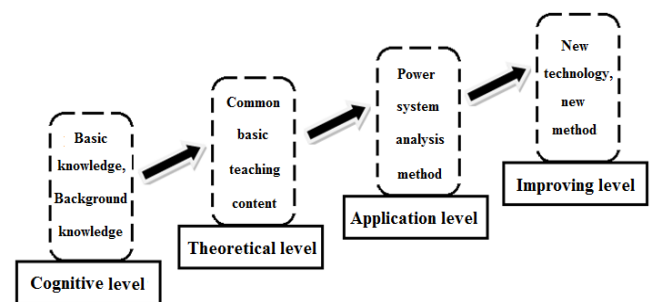 Basic
knowledge,
Background
knowledge
Cognitive level
Common
basic
teaching
content
Theoretical level
Power
system
analysis
method
Application level
New
technology,
new
method
Improving level